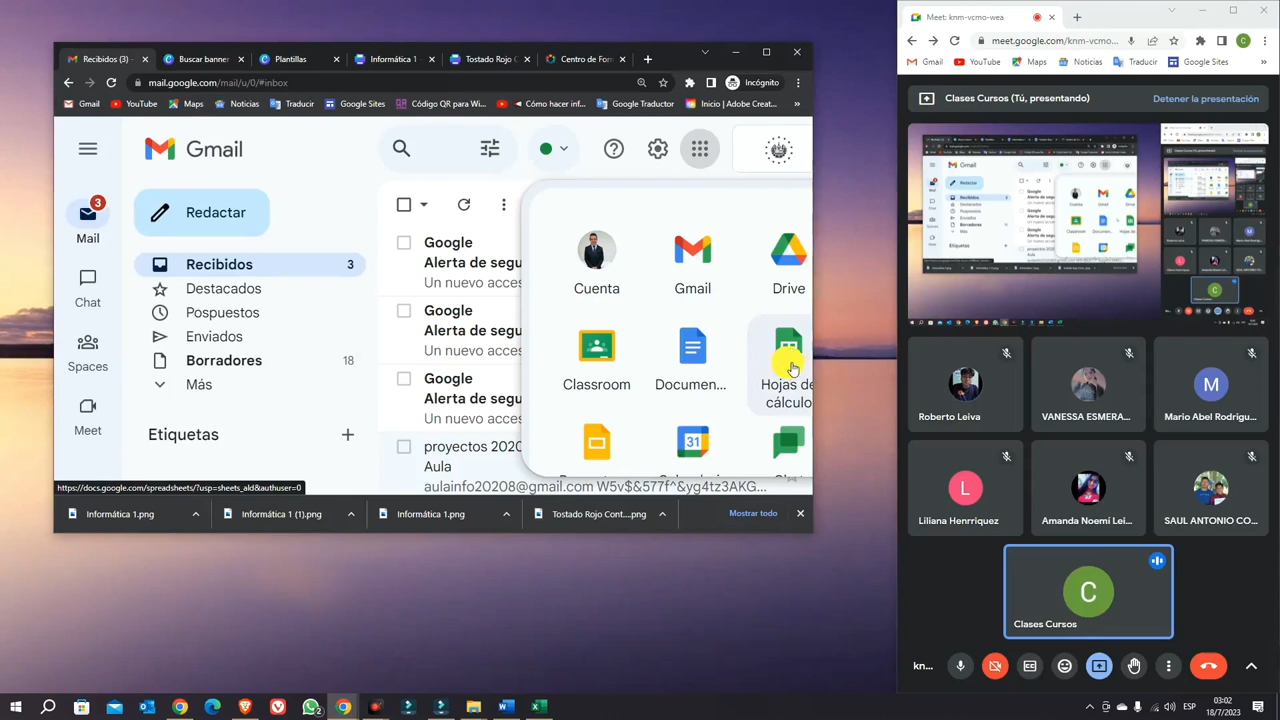 Recibidos (3) -
Buscar banner
Plantillas
Informática 1
Tostado Rojo C
Centro de For
mail.google.com/mail/u/0/#inbox
Incógnito
Gmail
YouTube
Maps
Noticias
Traducir
Google Sites
Código QR para Wi...
Cómo hacer inf...
Google Traductor
Inicio | Adobe Creat...
Gmail
3
Mail
Chat
Spaces
Meet
Redactar
Recibidos 3
Destacados
Pospuestos
Enviados
Borradores 18
Más
Etiquetas
Google
Alerta de segu
Un nuevo acces
Google
Alerta de segu
Un nuevo acces
Google
Alerta de segu
Un nuevo acces
proyectos 2020
Aula
aulainfo20208@gmail.com W5v$&577f^&yg4tz3AKG...
Cuenta
Gmail
Drive
Classroom
Documen...
Hojas de
cálculo
31
https://docs.google.com/spreadsheets/?usp=sheets_ald&authuser=0
Informática 1.png
Informática 1 (1).png
Informática 1.png
Tostado Rojo Cont....png
Mostrar todo
Meet: knm-vcmo-wea
meet.google.com/knm-vcmo...
C
Gmail
YouTube
Maps
Noticias
Traducir
Google Sites
Clases Cursos (Tú, presentando)
Detener la presentación
Roberto Leiva
VANESSA ESMERA...
M
Mario Abel Rodrigu...
L
Liliana Henrriquez
Amanda Noemí Lei...
SAUL ANTONIO CO...
C
Clases Cursos
kn...
2
ESP
03:02
18/7/2023